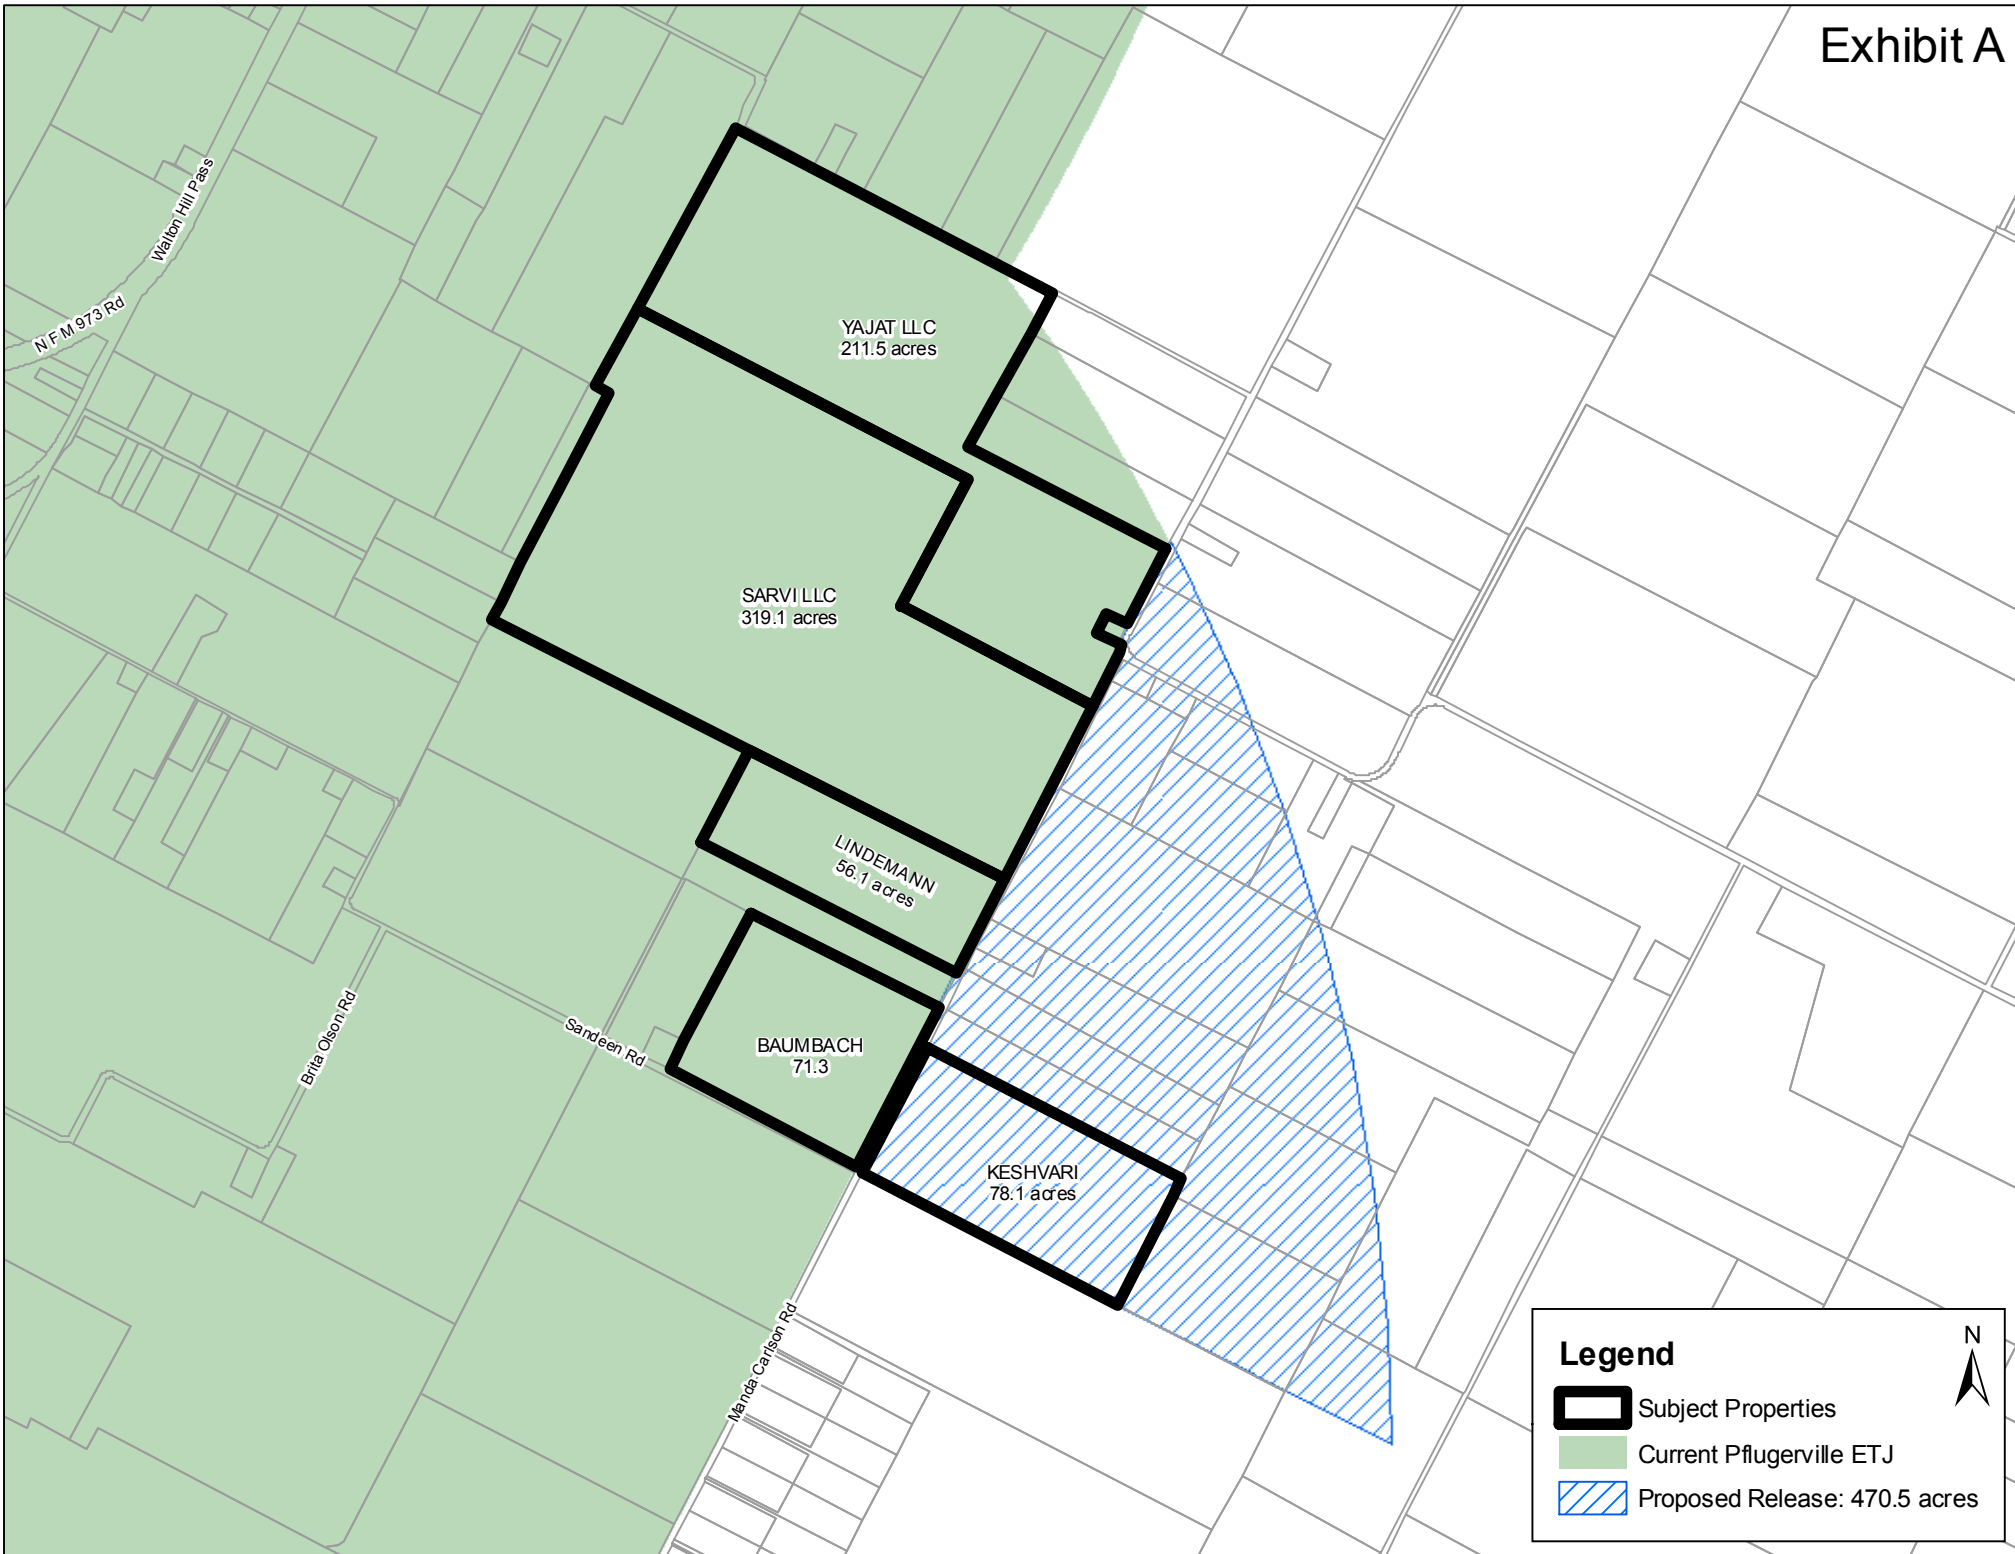 Exhibit A
Walton Hill Pass
N F M 973 Rd
YAJAT LLC
211.5 acres
SARVI LLC
319.1 acres
LINDEMANN
56.1 acres
BAUMBACH
71.3
Brita Olson Rd
Sandeen Rd
KESHVARI
78.1 acres
Manda Carlson Rd
Legend
N
Subject Properties
Current Pflugerville ETJ
Proposed Release: 470.5 acres